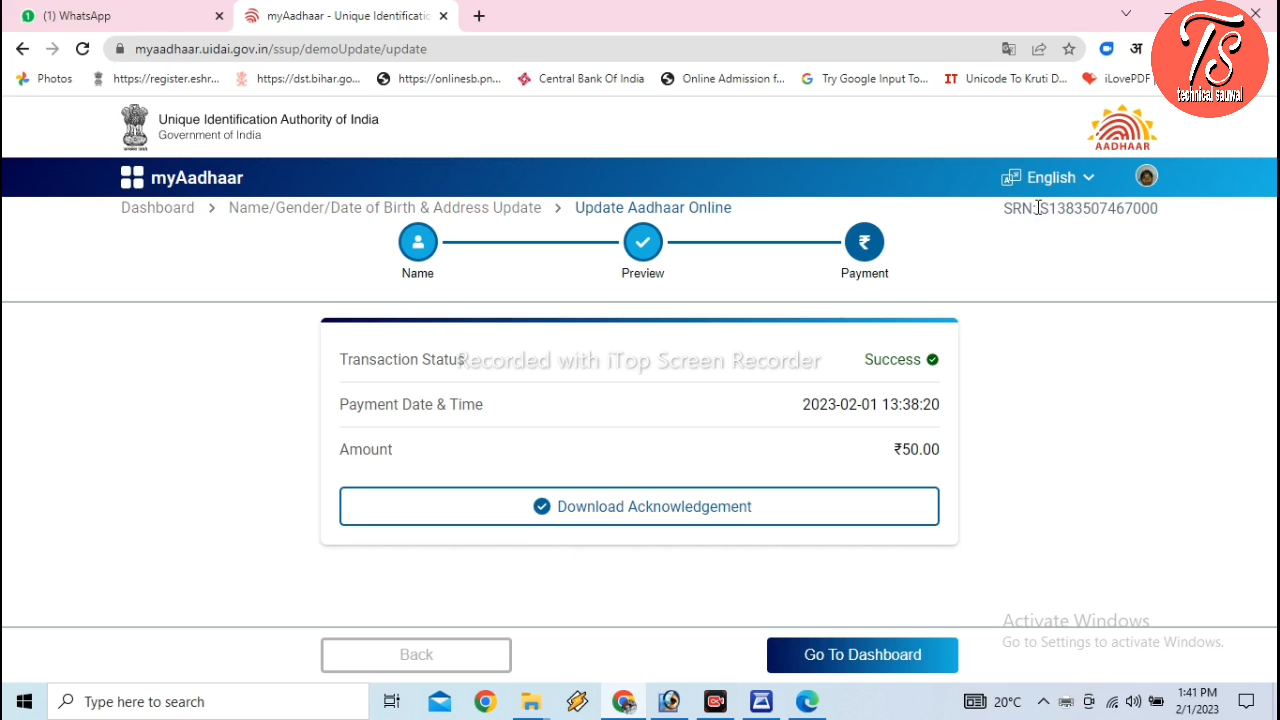 (1) WhatsApp
myAadhaar - Unique Identificatic
myaadhaar.uidai.gov.in/ssup/demoUpdate/update
अ
Photos https://register.eshr... https://dst.bihar.go... https://onlinesb.pn... Central Bank Of India Online Admission f... Try Google Input To... Unicode To Kruti D... iLovePDF |
TS
technical sauwal
Unique Identification Authority of India
Government of India
AADHAAR
myAadhaar
English
Dashboard > Name/Gender/Date of Birth & Address Update > Update Aadhaar Online
SRN: S1383507467000
₹
Name Preview Payment
Transaction Status Success
Recorded with iTop Screen Recorder
Payment Date & Time 2023-02-01 13:38:20
Amount ₹50.00
Download Acknowledgement
Activate Windows
Go to Settings to activate Windows.
Back Go To Dashboard
Type here to search
20°C
1:41 PM
2/1/2023